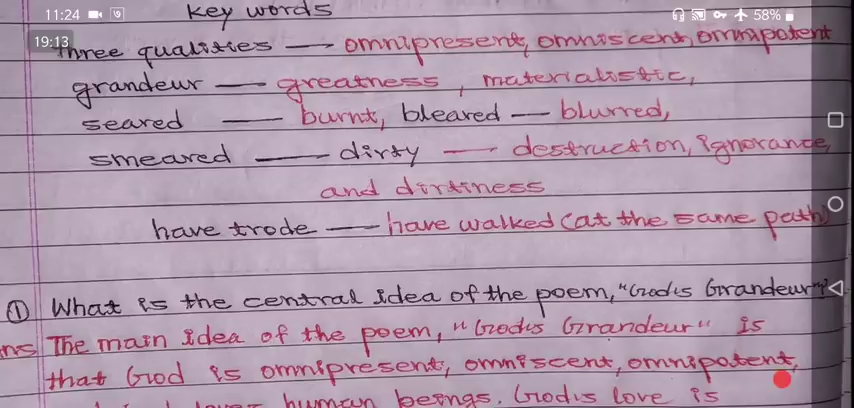 11:24 58%
19:13
key words
three qualities — omnipresent, omniscent, omnipotent
grandeur — greatness, materialistic,
seared — burnt, bleared — blurred,
smeared — dirty — destruction, ignorance,
and dirtiness
have trode — have walked (at the same path)
① What is the central idea of the poem, "God's Grandeur"?
Ans The main idea of the poem, "God's Grandeur" is
that God is omnipresent, omniscent, omnipotent,
human beings. God's love is